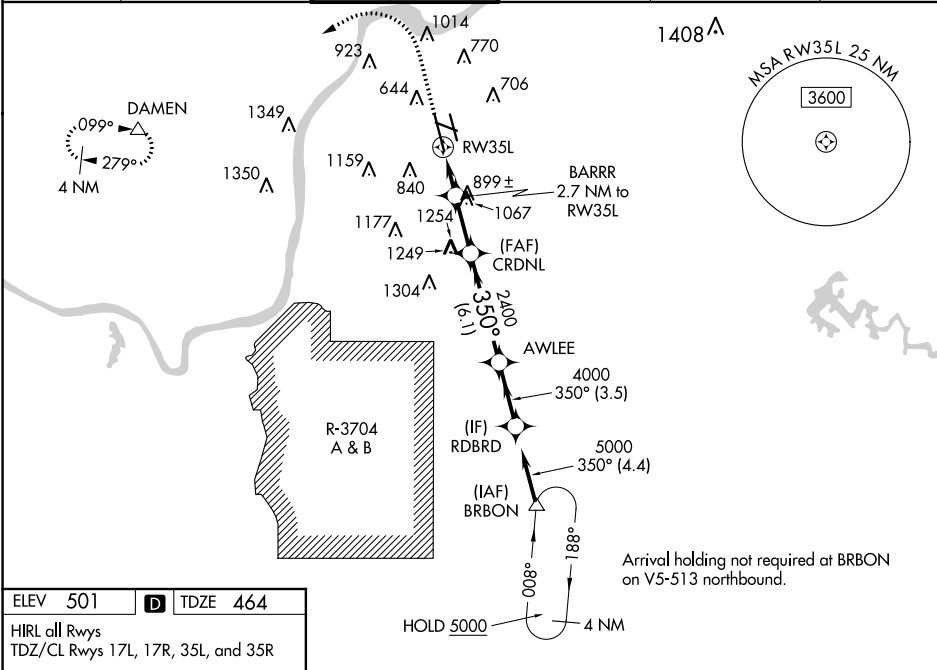 1014
923
770
1408
MSA RW35L 25 NM
3600
644
706
DAMEN
099°
279°
4 NM
1349
RW35L
1350
1159
840
899±
BARRR
2.7 NM to
RW35L
1067
1177
1254
1249
(FAF)
CRDNL
1304
2400
350°
(6.1)
AWLEE
4000
350° (3.5)
R-3704
A & B
(IF)
RDBRD
5000
350° (4.4)
(IAF)
BRBON
008°
188°
Arrival holding not required at BRBON
on V5-513 northbound.
HOLD 5000
4 NM
ELEV 501 D TDZE 464
HIRL all Rwys
TDZ/CL Rwys 17L, 17R, 35L, and 35R